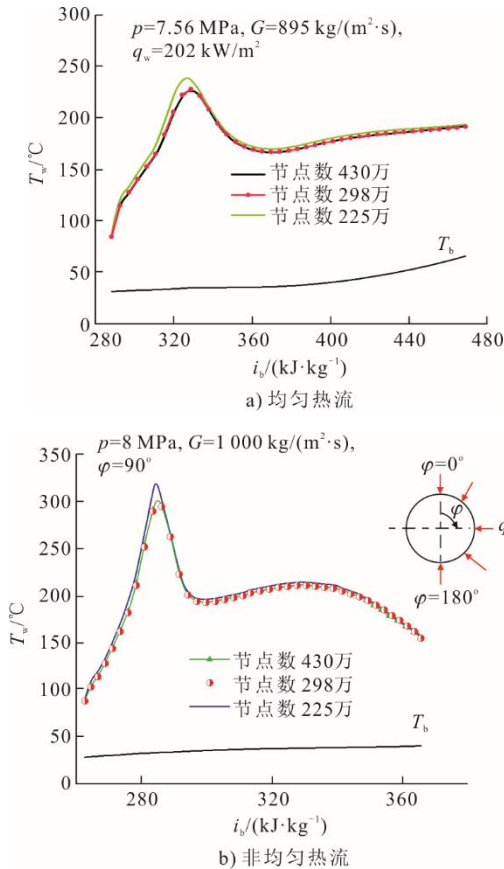 p=7.56 MPa, G=895 kg/(m²·s),
q_w=202 kW/m²
300
250
200
150
100
50
0
T_w/℃
节点数 430万
节点数 298万
节点数 225万
T_b
280
320
360
400
440
480
i_b/(kJ·kg⁻¹)
a) 均匀热流
p=8 MPa, G=1 000 kg/(m²·s),
φ=90°
350
300
250
200
150
100
50
0
T_w/℃
φ=0°
φ
q
φ=180°
节点数 430万
节点数 298万
节点数 225万
T_b
280
320
360
i_b/(kJ·kg⁻¹)
b) 非均匀热流